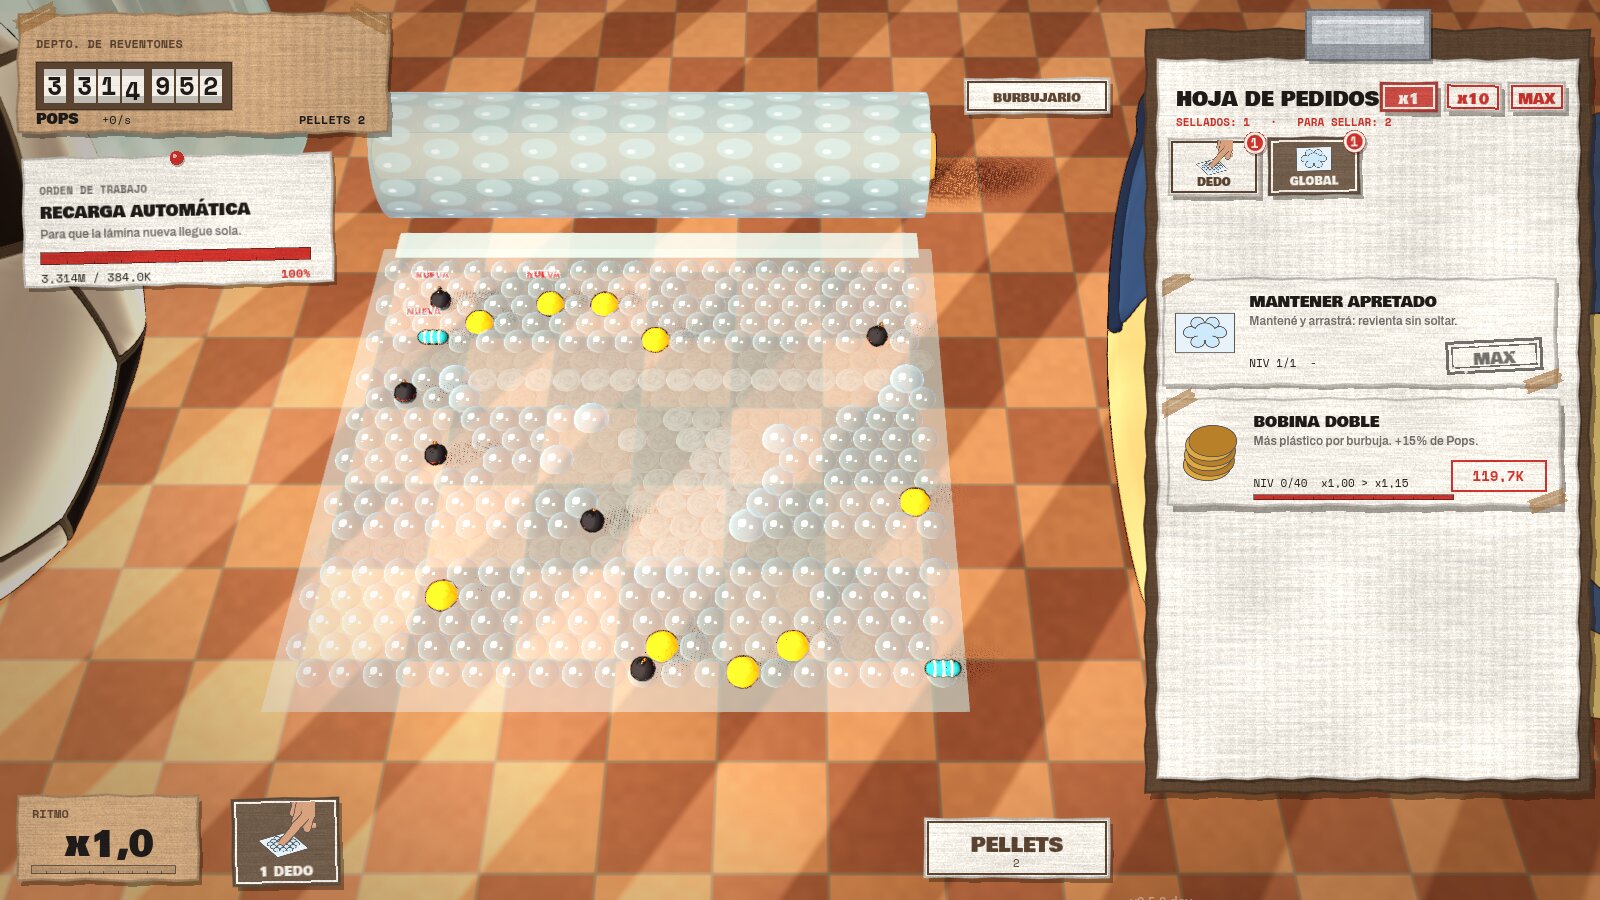 DEPTO. DE REVENTONES
3 314 952
POPS +0/s PELLETS 2
ORDEN DE TRABAJO
RECARGA AUTOMÁTICA
Para que la lámina nueva llegue sola.
3.314M / 384.0K 100%
BURBUJARIO
NUEVA NUEVA
NUEVA
HOJA DE PEDIDOS x1 x10 MAX
SELLADOS: 1 · PARA SELLAR: 2
DEDO 1
GLOBAL 1
MANTENER APRETADO
Mantené y arrastrá: revienta sin soltar.
NIV 1/1 -
MAX
BOBINA DOBLE
Más plástico por burbuja. +15% de Pops.
NIV 0/40 x1,00 > x1,15
119,7K
RITMO
x1,0
1 DEDO
PELLETS
2